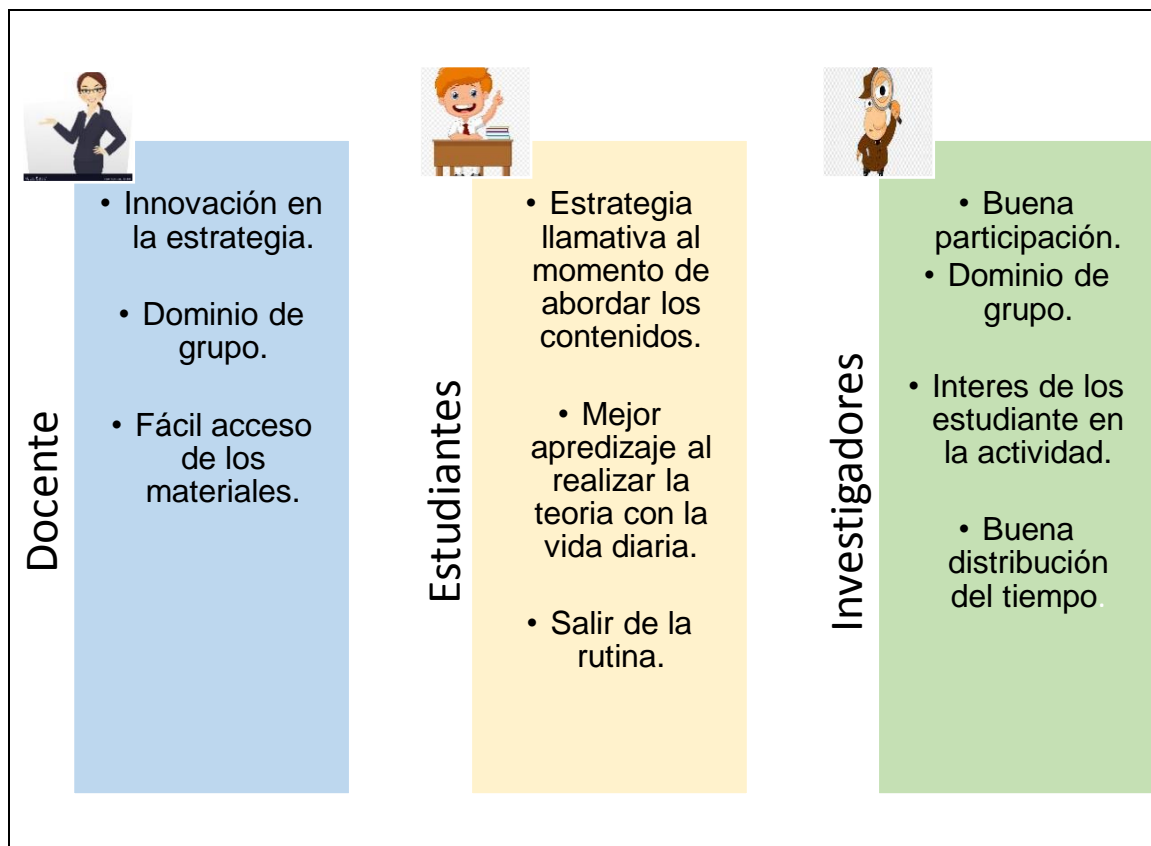 Docente
• Innovación en
la estrategia.
• Dominio de
grupo.
• Fácil acceso
de los
materiales.
Estudiantes
• Estrategia
llamativa al
momento de
abordar los
contenidos.
• Mejor
apredizaje al
realizar la
teoria con la
vida diaria.
• Salir de la
rutina.
Investigadores
• Buena
participación.
• Dominio de
grupo.
• Interes de los
estudiante en
la actividad.
• Buena
distribución
del tiempo.